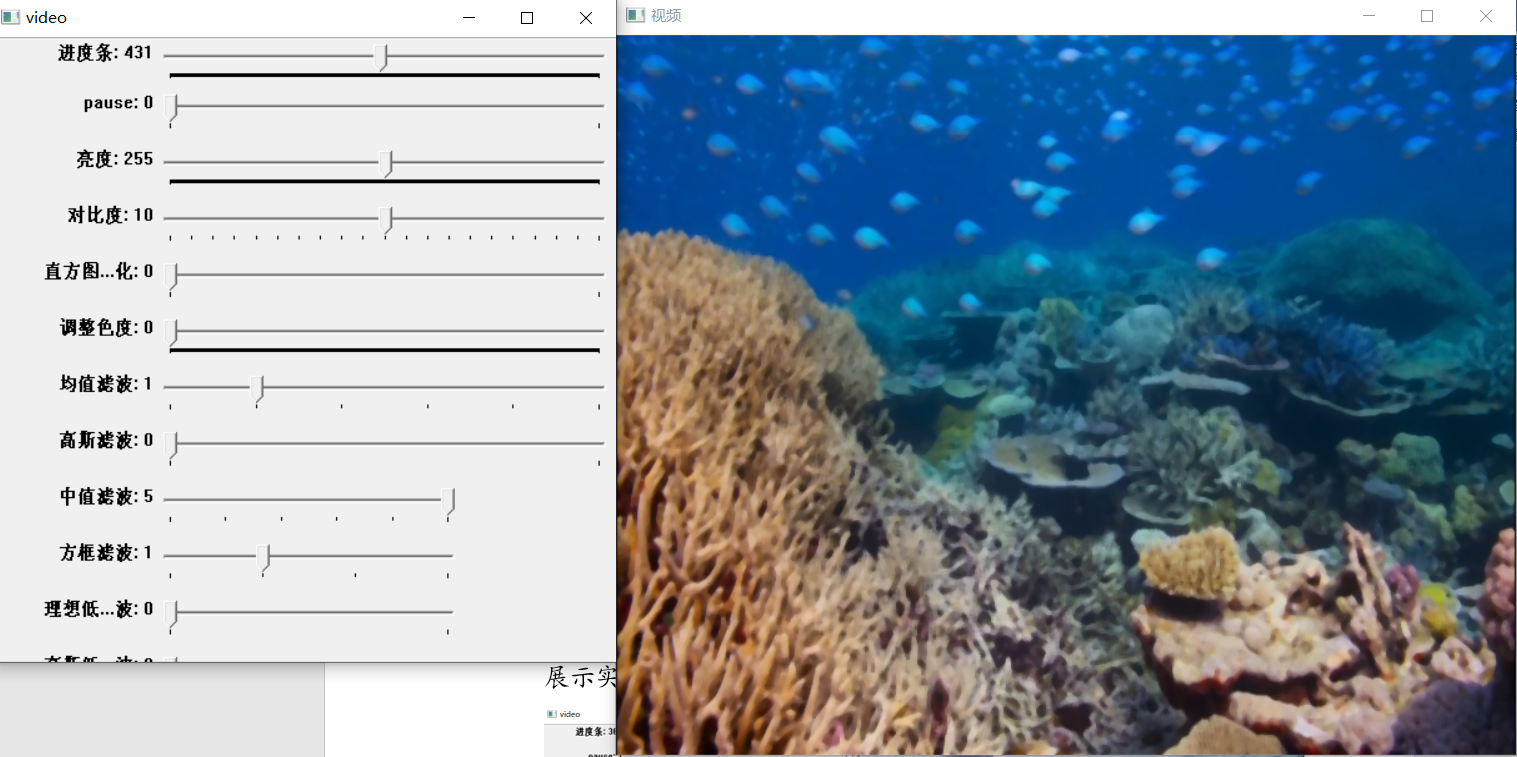 video
视频
进度条: 431
pause: 0
亮度: 255
对比度: 10
直方图...化: 0
调整色度: 0
均值滤波: 1
高斯滤波: 0
中值滤波: 5
方框滤波: 1
理想低...波: 0
展示实
video
进度条: 36